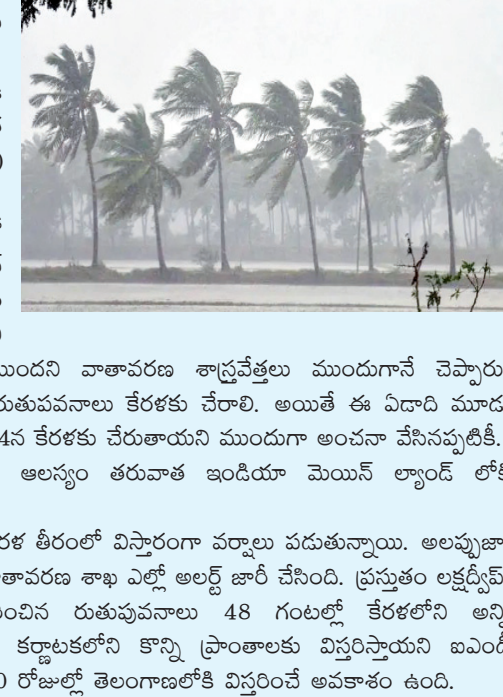 యిందని వాతావరణ శాస్త్రవేత్తలు ముందుగానే చెప్పారు
రుతుపవనాలు కేరళకు చేరాలి. అయితే ఈ ఏడాది మూడ
4న కేరళకు చేరుతాయని ముందుగా అంచనా వేసినప్పటికీ.
ఆలస్యం తరువాత ఇండియా మెయిన్ ల్యాండ్ లోకి
రళ తీరంలో విస్తారంగా వర్షాలు పడుతున్నాయి. అలప్పుజా
తావరణ శాఖ ఎల్లో అలర్ట్ జారీ చేసింది. ప్రస్తుతం లక్షద్వీప్
రించిన రుతుపవనాలు 48 గంటల్లో కేరళలోని అన్ని
కర్ణాటకలోని కొన్ని ప్రాంతాలకు విస్తరిస్తాయని ఐఎండీ
0 రోజుల్లో తెలంగాణలోకి విస్తరించే అవకాశం ఉంది.